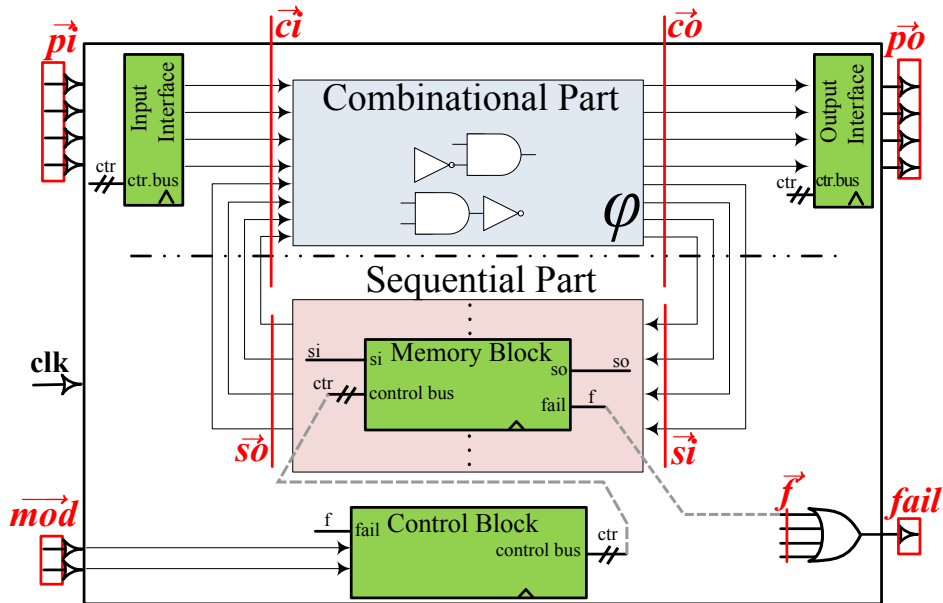 pi
ci
co
po
Input
Interface
ctr
ctr.bus
Combinational Part
φ
Output
Interface
ctr
ctr.bus
Sequential Part
clk
si
si
Memory Block
so
so
ctr
control bus
fail
f
so
si
mod
f
fail
Control Block
control bus
ctr
f
fail